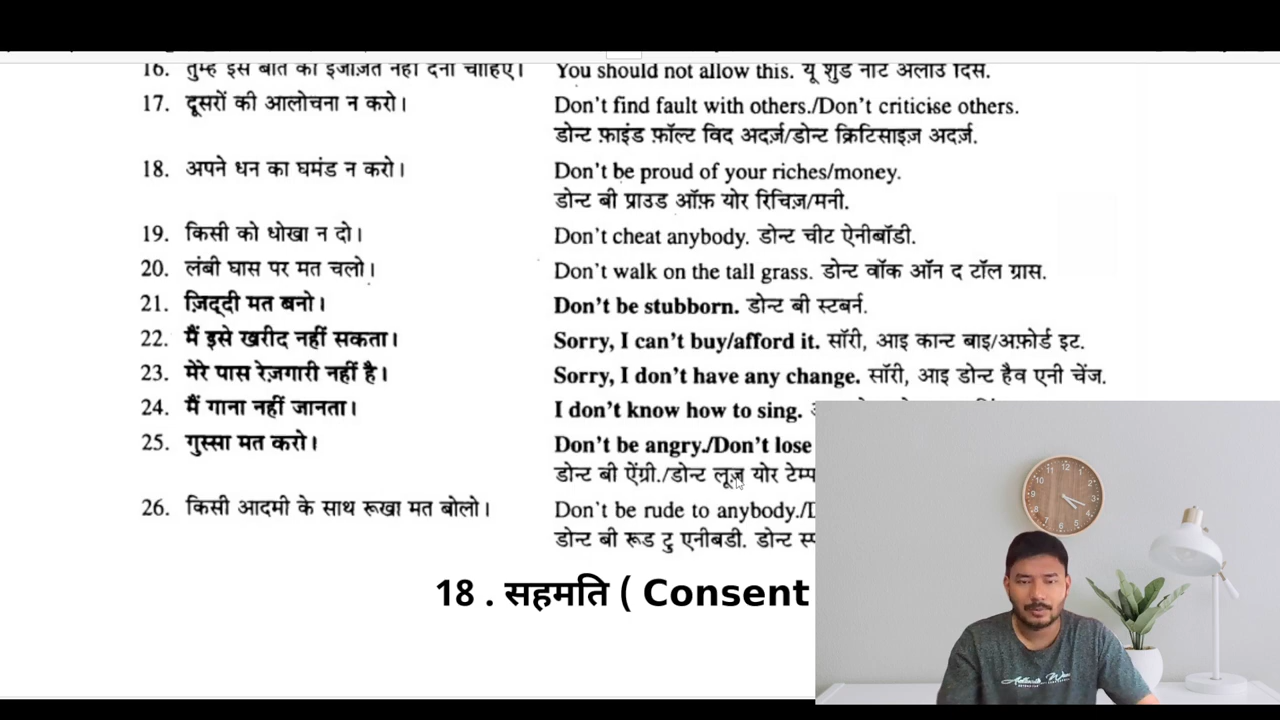 16. तुम्हें इस बात की इजाज़त नहीं देनी चाहिए। You should not allow this. यू शुड नॉट अलाउ दिस.
17. दूसरों की आलोचना न करो। Don't find fault with others./Don't criticise others.
डोन्ट फ़ाइंड फ़ॉल्ट विद अदर्ज़/डोन्ट क्रिटिसाइज़ अदर्ज़.
18. अपने धन का घमंड न करो। Don't be proud of your riches/money.
डोन्ट बी प्राउड ऑफ़ योर रिचिज़/मनी.
19. किसी को धोखा न दो। Don't cheat anybody. डोन्ट चीट ऐनीबॉडी.
20. लंबी घास पर मत चलो। Don't walk on the tall grass. डोन्ट वॉक ऑन द टॉल ग्रास.
21. ज़िद्दी मत बनो। Don't be stubborn. डोन्ट बी स्टबर्न.
22. मैं इसे खरीद नहीं सकता। Sorry, I can't buy/afford it. सॉरी, आइ कान्ट बाइ/अफ़ोर्ड इट.
23. मेरे पास रेज़गारी नहीं है। Sorry, I don't have any change. सॉरी, आइ डोन्ट हैव एनी चेंज.
24. मैं गाना नहीं जानता। I don't know how to sing.
25. गुस्सा मत करो। Don't be angry./Don't lose
डोन्ट बी ऐंग्री./डोन्ट लूज़ योर टेम्प
26. किसी आदमी के साथ रूखा मत बोलो। Don't be rude to anybody./D
डोन्ट बी रूड टु एनीबडी. डोन्ट स्प
18 . सहमति ( Consent